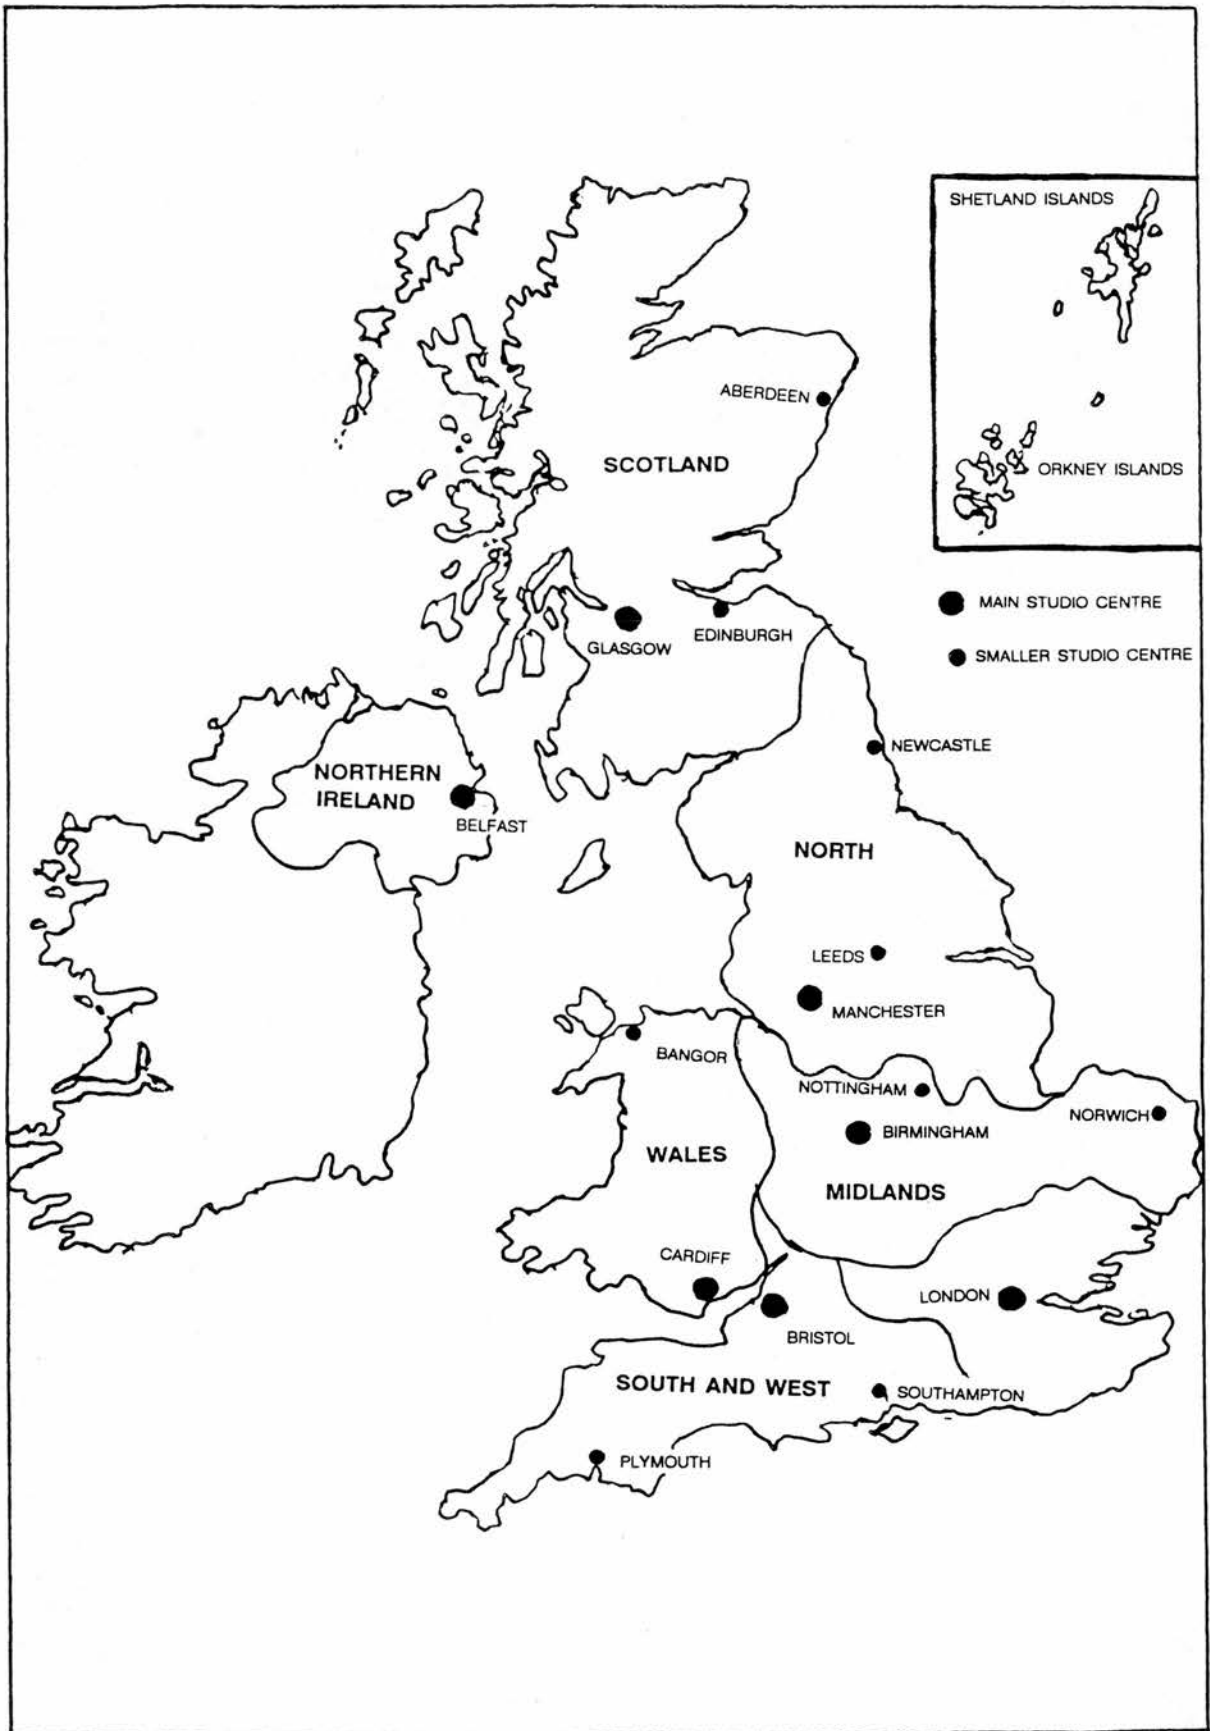 SHETLAND ISLANDS
ABERDEEN
SCOTLAND
ORKNEY ISLANDS
MAIN STUDIO CENTRE
GLASGOW
EDINBURGH
SMALLER STUDIO CENTRE
NEWCASTLE
NORTHERN
IRELAND
BELFAST
NORTH
LEEDS
MANCHESTER
BANGOR
NOTTINGHAM
NORWICH
BIRMINGHAM
WALES
MIDLANDS
CARDIFF
LONDON
BRISTOL
SOUTH AND WEST
SOUTHAMPTON
PLYMOUTH